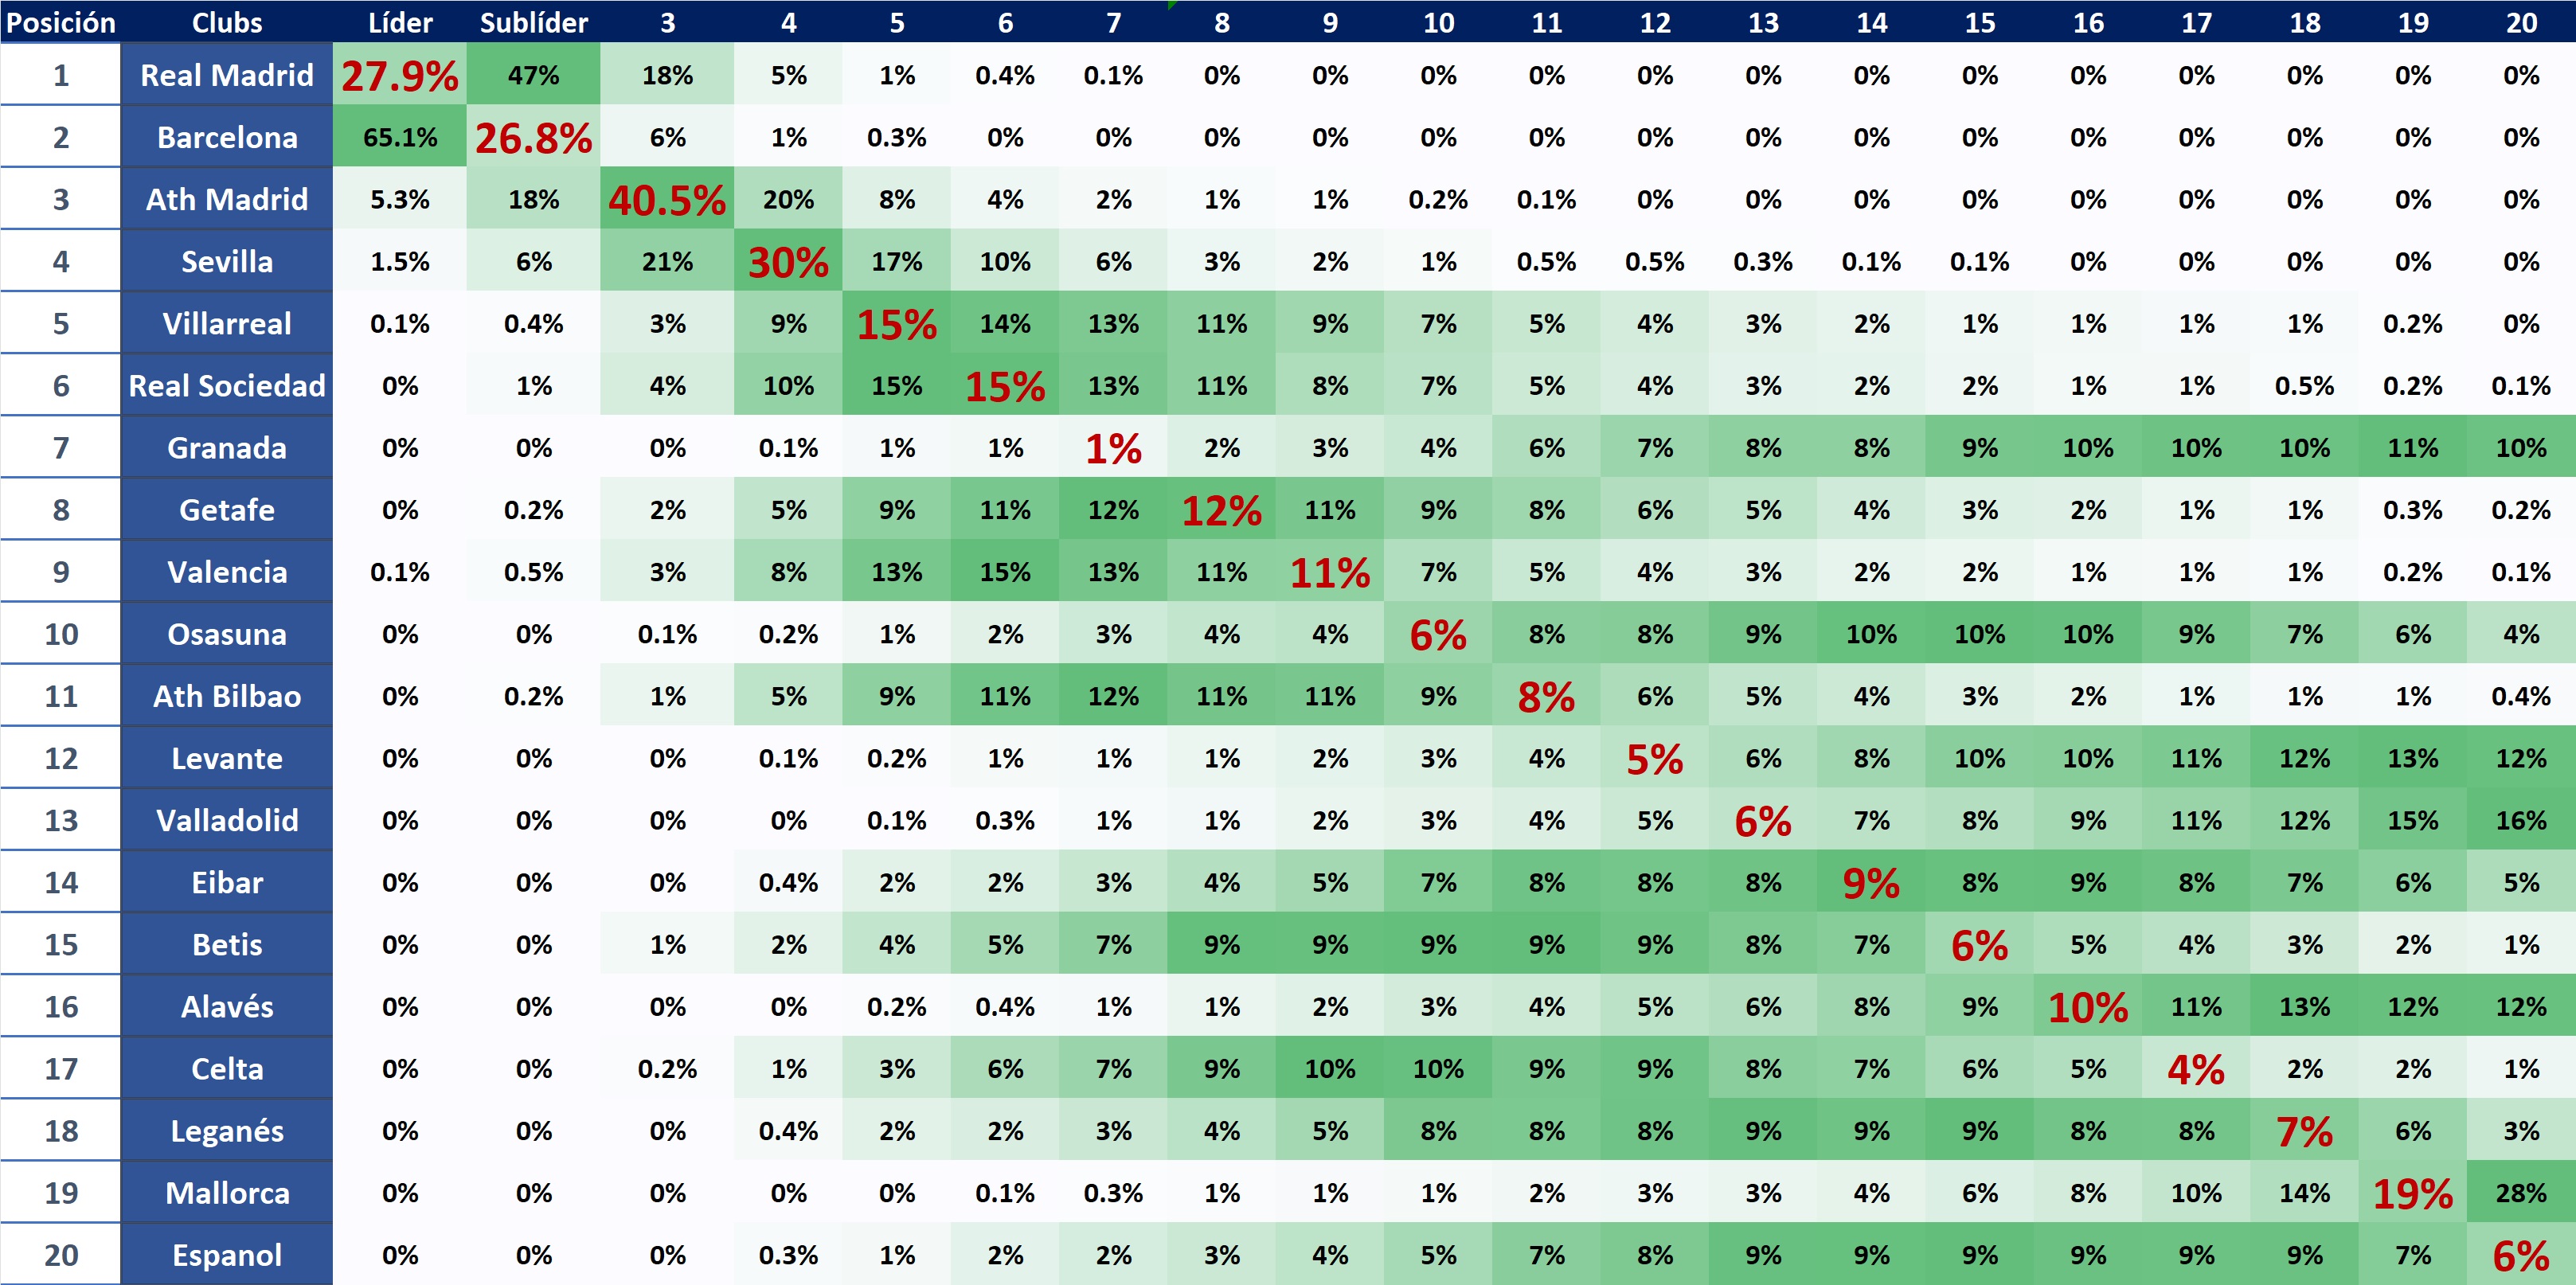 Posición Clubs Líder Sublíder 3 4 5 6 7 8 9 10 11 12 13 14 15 16 17 18 19 20
1 Real Madrid 27.9% 47% 18% 5% 1% 0.4% 0.1% 0% 0% 0% 0% 0% 0% 0% 0% 0% 0% 0% 0% 0%
2 Barcelona 65.1% 26.8% 6% 1% 0.3% 0% 0% 0% 0% 0% 0% 0% 0% 0% 0% 0% 0% 0% 0% 0%
3 Ath Madrid 5.3% 18% 40.5% 20% 8% 4% 2% 1% 1% 0.2% 0.1% 0% 0% 0% 0% 0% 0% 0% 0% 0%
4 Sevilla 1.5% 6% 21% 30% 17% 10% 6% 3% 2% 1% 0.5% 0.5% 0.3% 0.1% 0.1% 0% 0% 0% 0% 0%
5 Villarreal 0.1% 0.4% 3% 9% 15% 14% 13% 11% 9% 7% 5% 4% 3% 2% 1% 1% 1% 1% 0.2% 0%
6 Real Sociedad 0% 1% 4% 10% 15% 15% 13% 11% 8% 7% 5% 4% 3% 2% 2% 1% 1% 0.5% 0.2% 0.1%
7 Granada 0% 0% 0% 0.1% 1% 1% 1% 2% 3% 4% 6% 7% 8% 8% 9% 10% 10% 10% 11% 10%
8 Getafe 0% 0.2% 2% 5% 9% 11% 12% 12% 11% 9% 8% 6% 5% 4% 3% 2% 1% 1% 0.3% 0.2%
9 Valencia 0.1% 0.5% 3% 8% 13% 15% 13% 11% 11% 7% 5% 4% 3% 2% 2% 1% 1% 1% 0.2% 0.1%
10 Osasuna 0% 0% 0.1% 0.2% 1% 2% 3% 4% 4% 6% 8% 8% 9% 10% 10% 10% 9% 7% 6% 4%
11 Ath Bilbao 0% 0.2% 1% 5% 9% 11% 12% 11% 11% 9% 8% 6% 5% 4% 3% 2% 1% 1% 1% 0.4%
12 Levante 0% 0% 0% 0.1% 0.2% 1% 1% 1% 2% 3% 4% 5% 6% 8% 10% 10% 11% 12% 13% 12%
13 Valladolid 0% 0% 0% 0% 0.1% 0.3% 1% 1% 2% 3% 4% 5% 6% 7% 8% 9% 11% 12% 15% 16%
14 Eibar 0% 0% 0% 0.4% 2% 2% 3% 4% 5% 7% 8% 8% 8% 9% 8% 9% 8% 7% 6% 5%
15 Betis 0% 0% 1% 2% 4% 5% 7% 9% 9% 9% 9% 9% 8% 7% 6% 5% 4% 3% 2% 1%
16 Alavés 0% 0% 0% 0% 0.2% 0.4% 1% 1% 2% 3% 4% 5% 6% 8% 9% 10% 11% 13% 12% 12%
17 Celta 0% 0% 0.2% 1% 3% 6% 7% 9% 10% 10% 9% 9% 8% 7% 6% 5% 4% 2% 2% 1%
18 Leganés 0% 0% 0% 0.4% 2% 2% 3% 4% 5% 8% 8% 8% 9% 9% 9% 8% 8% 7% 6% 3%
19 Mallorca 0% 0% 0% 0% 0% 0.1% 0.3% 1% 1% 1% 2% 3% 3% 4% 6% 8% 10% 14% 19% 28%
20 Espanol 0% 0% 0% 0.3% 1% 2% 2% 3% 4% 5% 7% 8% 9% 9% 9% 9% 9% 9% 7% 6%